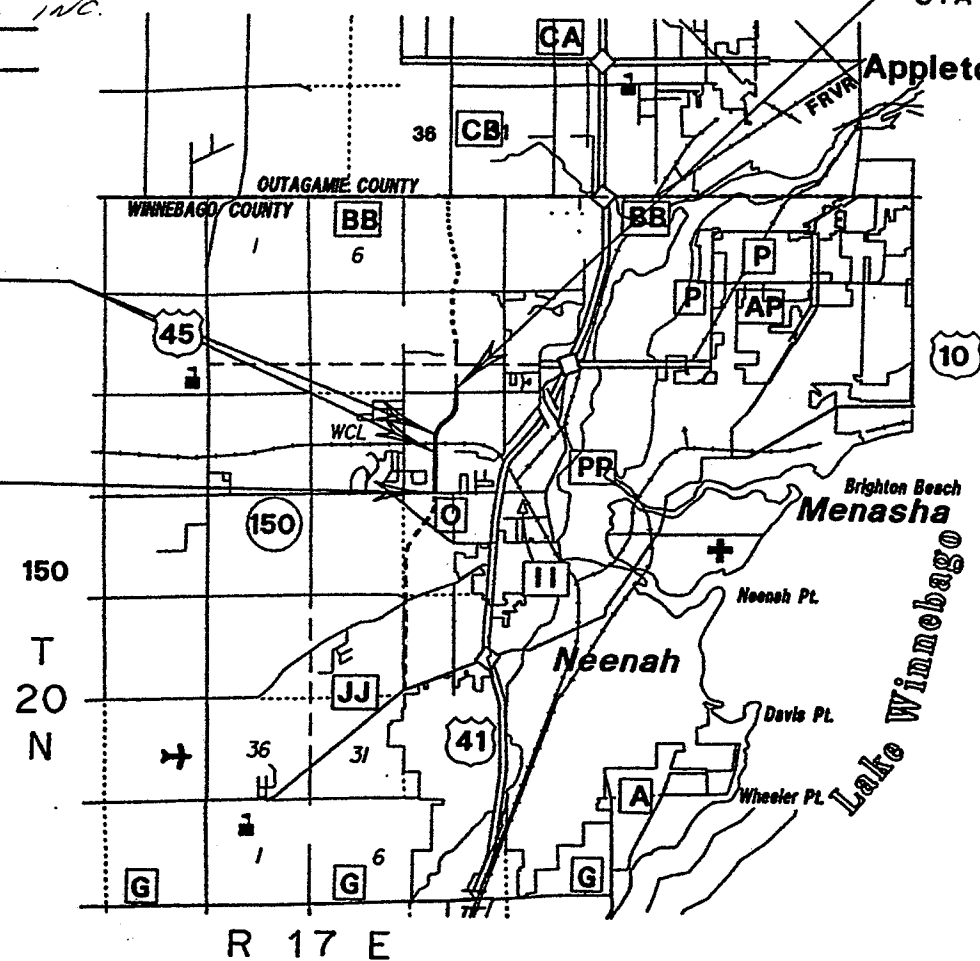 INC.
CA
Applet
FRVR
36 CB 31
OUTAGAMIE COUNTY
WINNEBAGO COUNTY
BB
BB
1
6
P
P
AP
45
10
WCL
PP
Brighton Beach
Menasha
150
O
150
II
Neenah Pt.
T
20
N
Neenah
JJ
Davis Pt.
Lake Winnebago
41
36
31
A
Wheeler Pt.
1
6
G
G
G
R 17 E